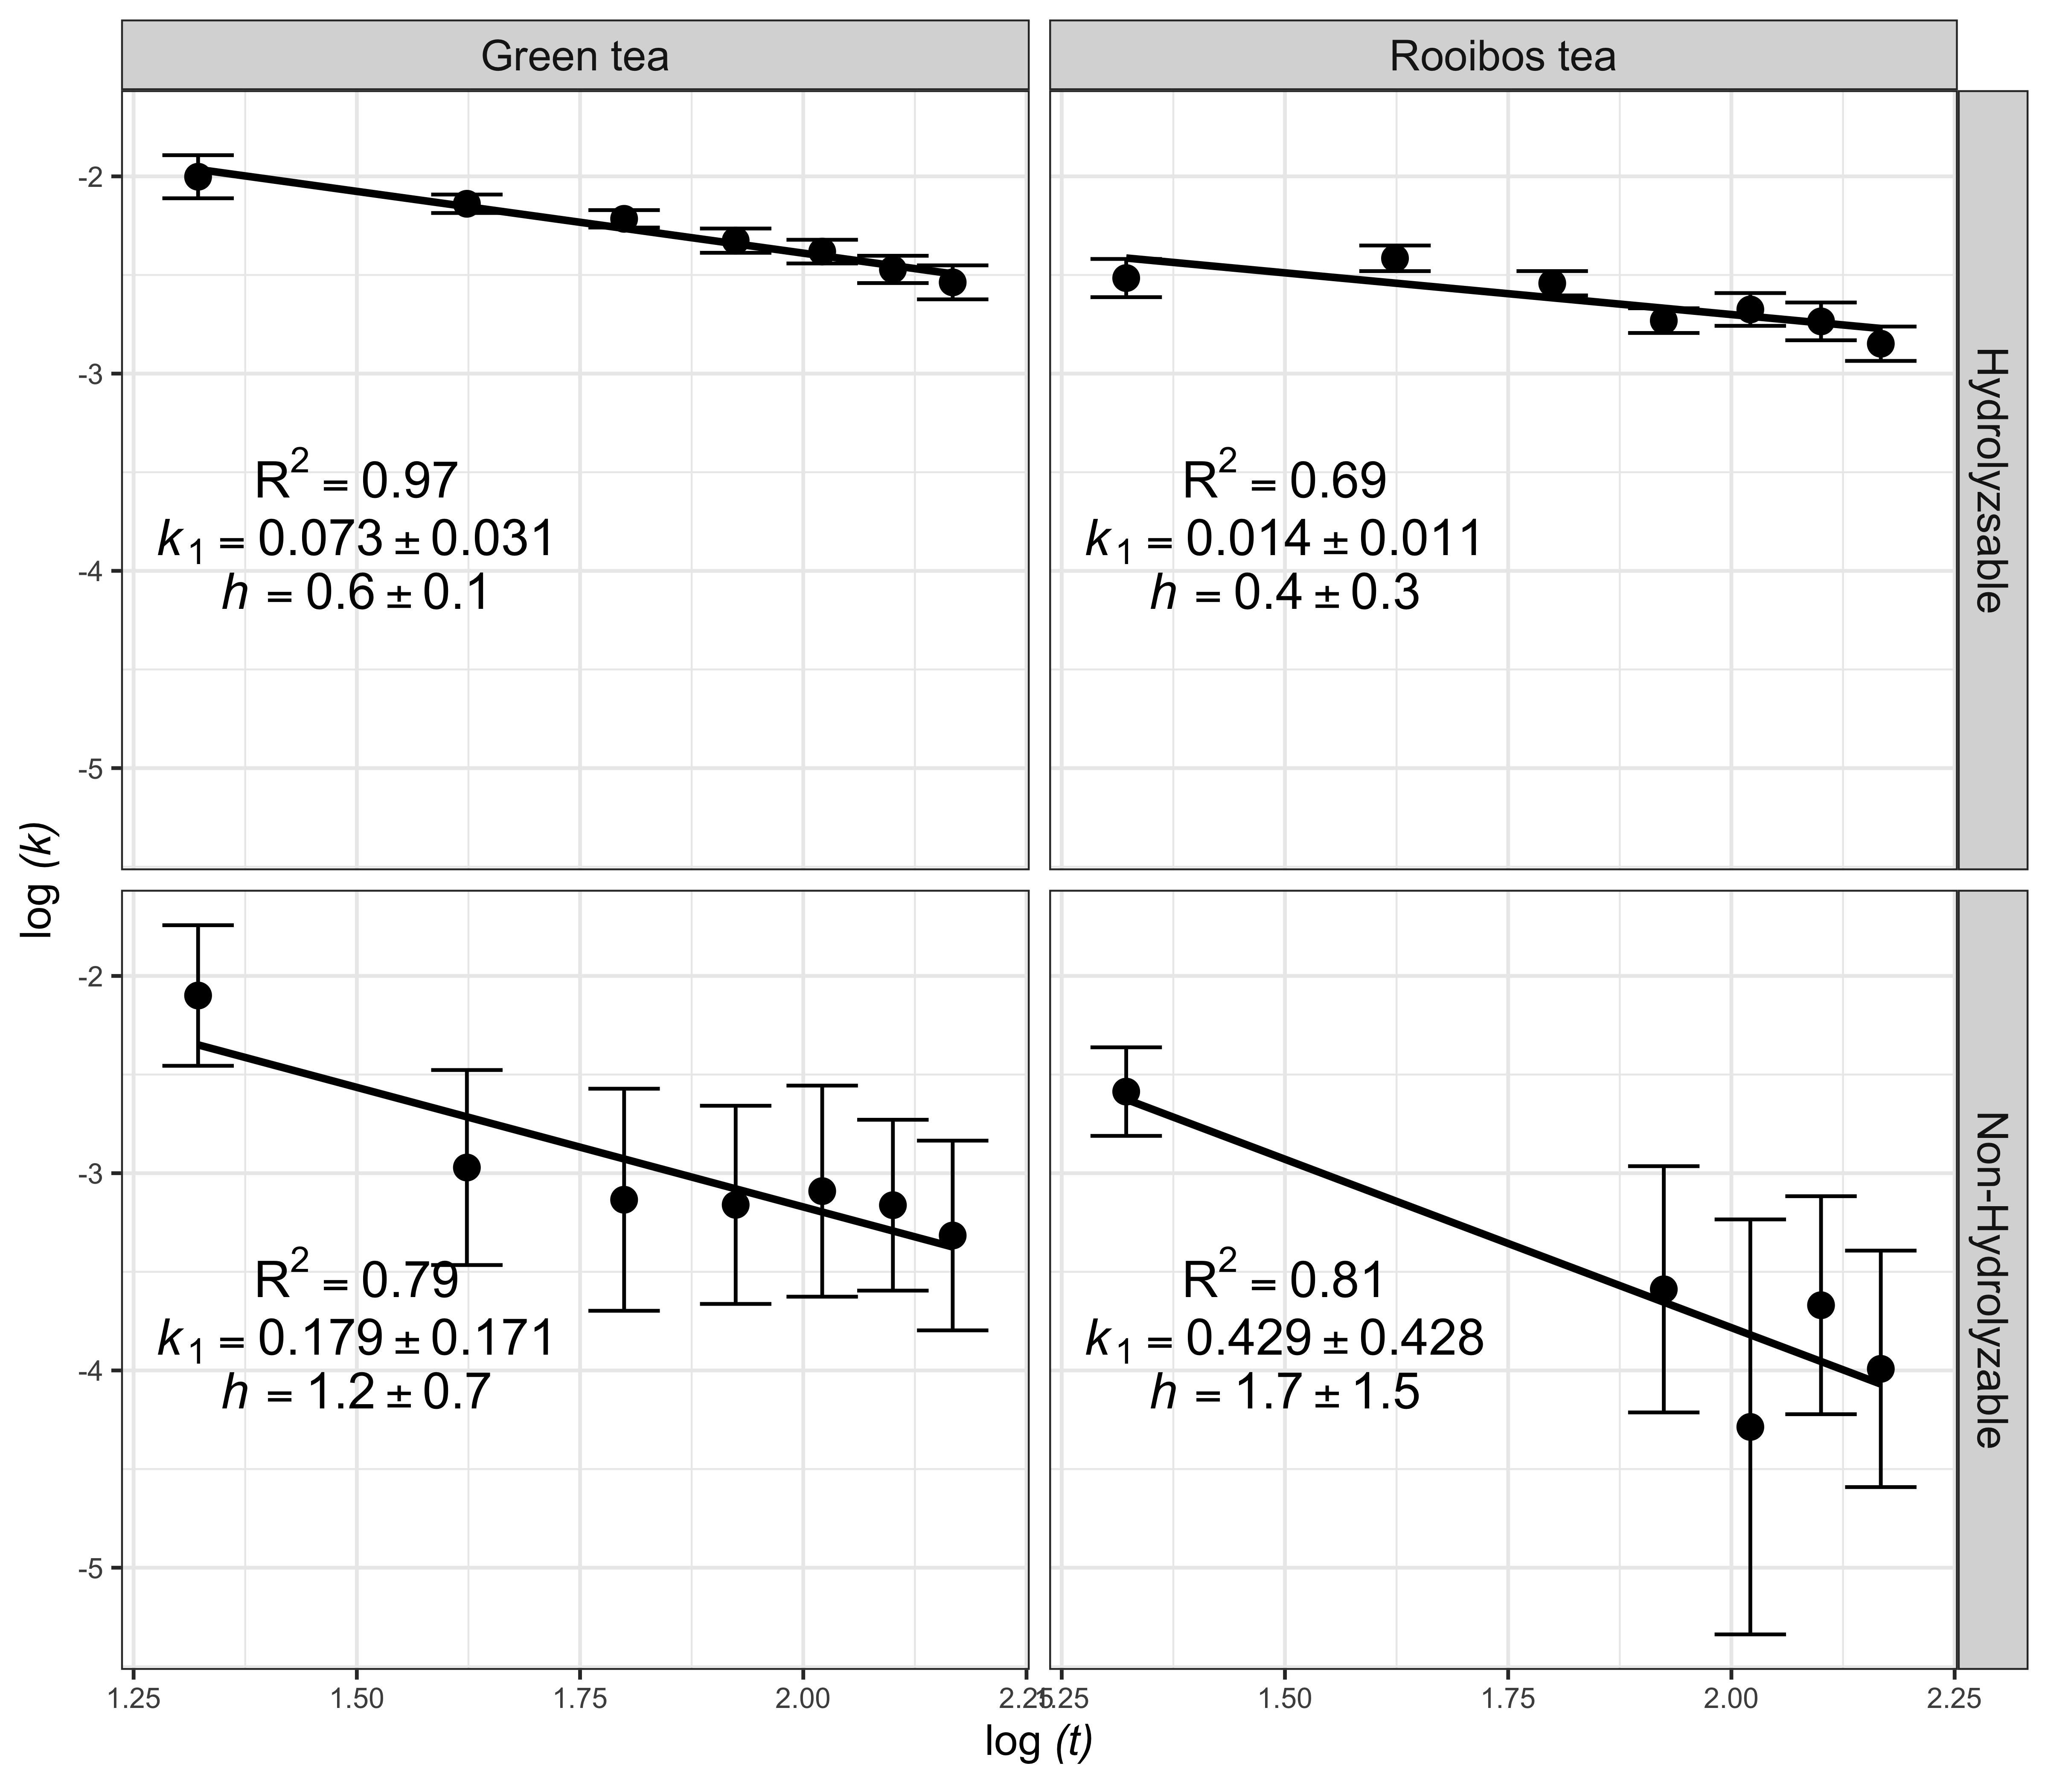 Green tea
Rooibos tea
-2
-3
-4
-5
R² = 0.97
k₁ = 0.073 ± 0.031
h = 0.6 ± 0.1
R² = 0.69
k₁ = 0.014 ± 0.011
h = 0.4 ± 0.3
Hydrolyzsable
log (k)
-2
-3
-4
-5
R² = 0.79
k₁ = 0.179 ± 0.171
h = 1.2 ± 0.7
R² = 0.81
k₁ = 0.429 ± 0.428
h = 1.7 ± 1.5
Non-Hydrolyzable
1.25 1.50 1.75 2.00 2.25
1.25 1.50 1.75 2.00 2.25
log (t)